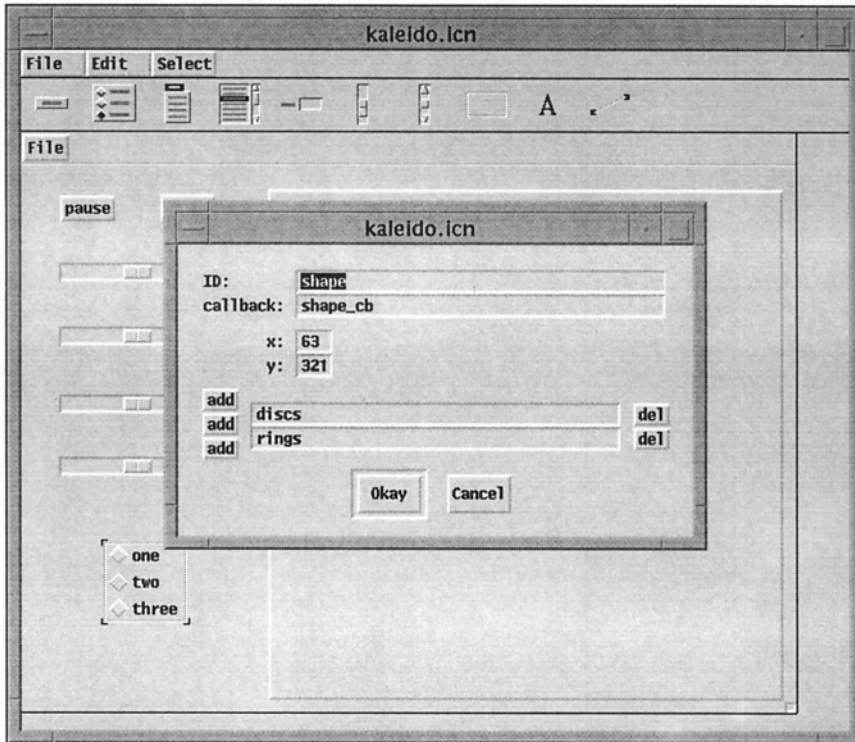 kaleido.icn
File Edit Select
A
File
pause
kaleido.icn
ID: shape
callback: shape_cb
x: 63
y: 321
add
discs del
add
rings del
add
Okay Cancel
one
two
three